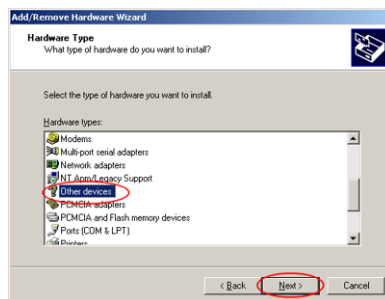 Add/Remove Hardware Wizard
Hardware Type
What type of hardware do you want to install?
Select the type of hardware you want to install.
Hardware types:
Modems
Multi-port serial adapters
Network adapters
NT Apm/Legacy Support
Other devices
PCMCIA adapters
PCMCIA and Flash memory devices
Ports (COM & LPT)
Printers
< Back
Next >
Cancel